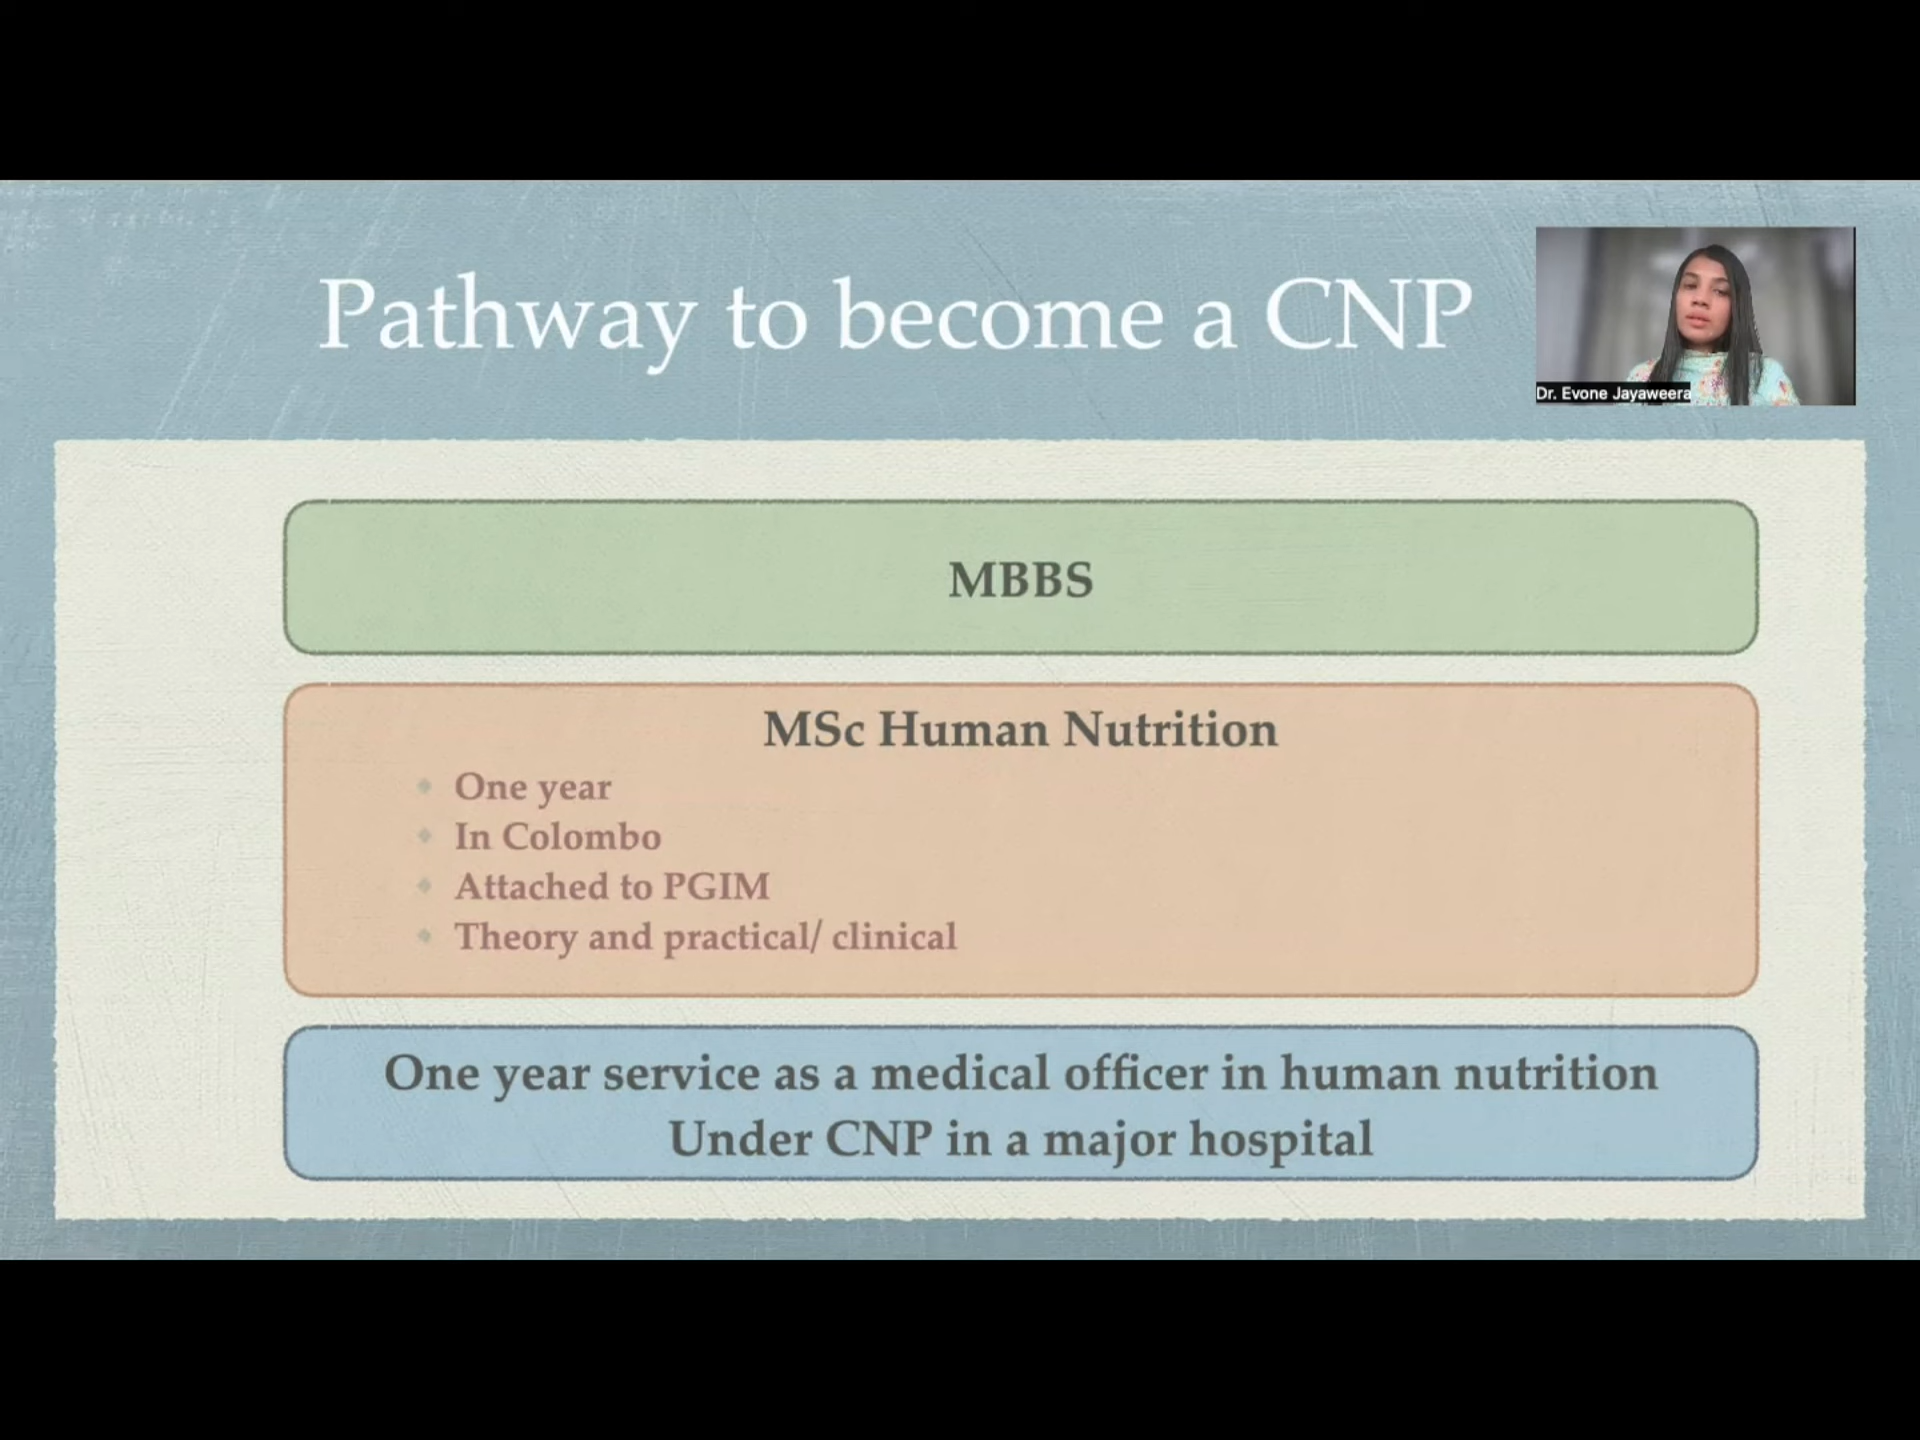 Pathway to become a CNP
Dr. Evone Jayaweera
MBBS
MSc Human Nutrition
One year
In Colombo
Attached to PGIM
Theory and practical/ clinical
One year service as a medical officer in human nutrition
Under CNP in a major hospital